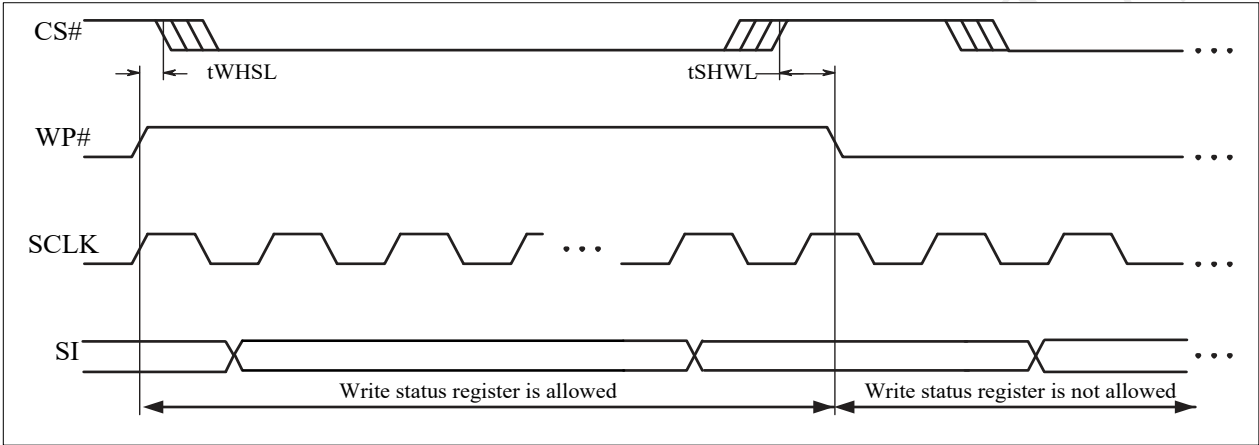 CS#
tWHSL
tSHWL
WP#
SCLK
SI
Write status register is allowed
Write status register is not allowed